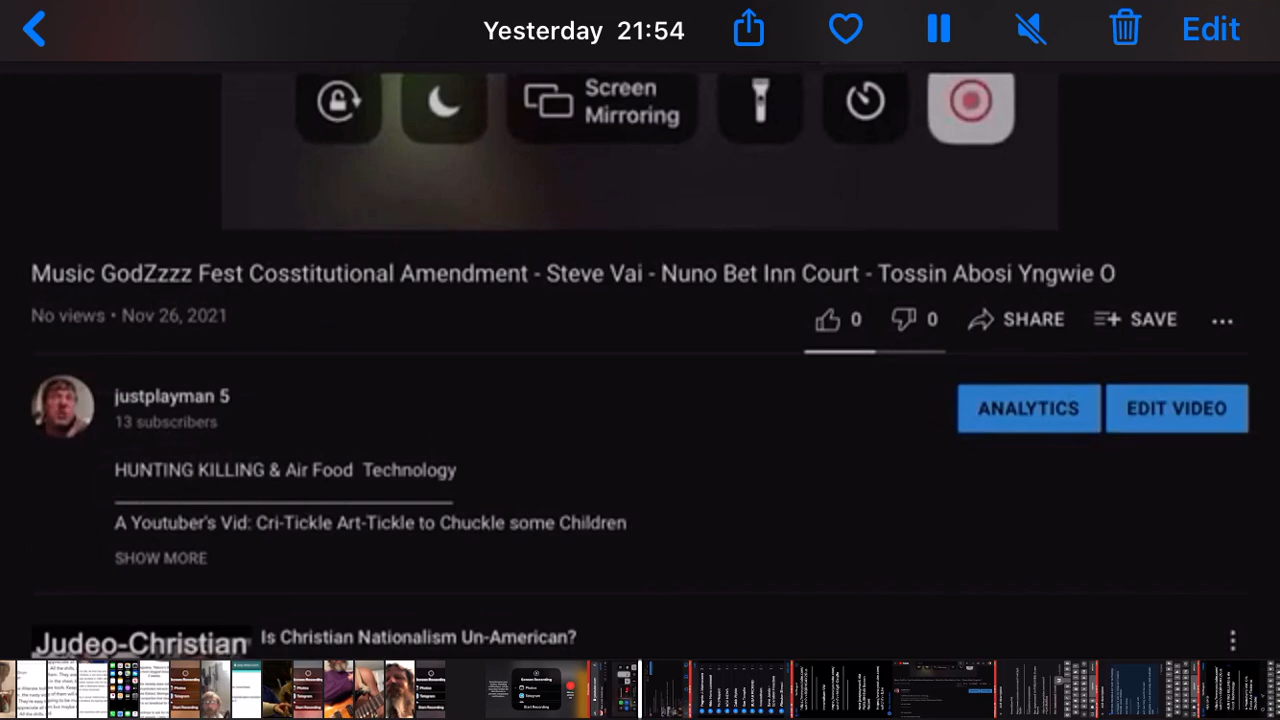 Yesterday 21:54
Edit
Screen
Mirroring
Music GodZzzz Fest Cosstitutional Amendment - Steve Vai - Nuno Bet Inn Court - Tossin Abosi Yngwie O
No views • Nov 26, 2021
0 0 SHARE SAVE
justplayman 5
13 subscribers
ANALYTICS EDIT VIDEO
HUNTING KILLING & Air Food Technology
A Youtuber's Vid: Cri-Tickle Art-Tickle to Chuckle some Children
SHOW MORE
Judeo-Christian
Is Christian Nationalism Un-American?